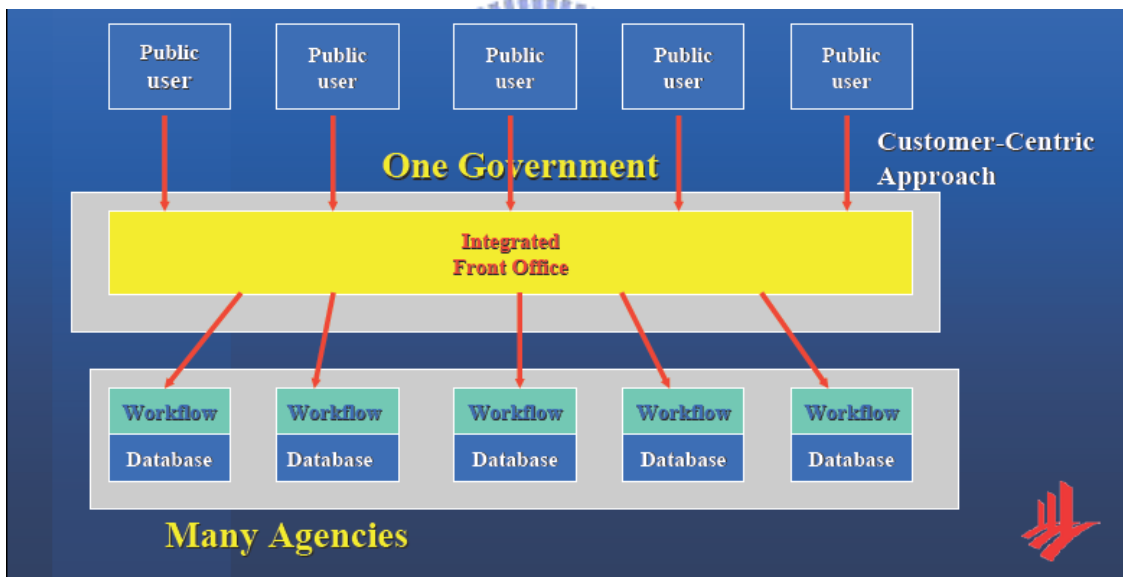 Public
user
Public
user
Public
user
Public
user
Public
user
Customer-Centric
Approach
One Government
Integrated
Front Office
Workflow
Database
Workflow
Database
Workflow
Database
Workflow
Database
Workflow
Database
Many Agencies